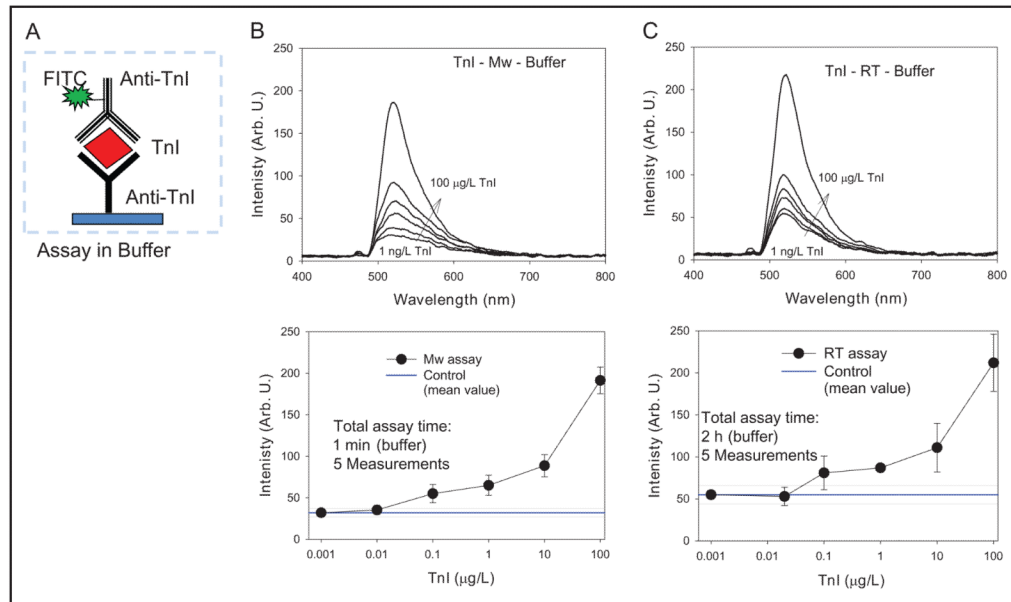 A
FITC
Anti-TnI
TnI
Anti-TnI
Assay in Buffer
B
250
200
150
100
50
0
Intenisty (Arb. U.)
TnI - Mw - Buffer
100 μg/L TnI
1 ng/L TnI
400 500 600 700 800
Wavelength (nm)
250
200
150
100
50
0
Intenisty (Arb. U.)
Mw assay
Control
(mean value)
Total assay time:
1 min (buffer)
5 Measurements
0.001 0.01 0.1 1 10 100
TnI (μg/L)
C
250
200
150
100
50
0
Intenisty (Arb. U.)
TnI - RT - Buffer
100 μg/L TnI
1 ng/L TnI
400 500 600 700 800
Wavelength (nm)
250
200
150
100
50
0
Intenisty (Arb. U.)
RT assay
Control
(mean value)
Total assay time:
2 h (buffer)
5 Measurements
0.001 0.01 0.1 1 10 100
TnI (μg/L)